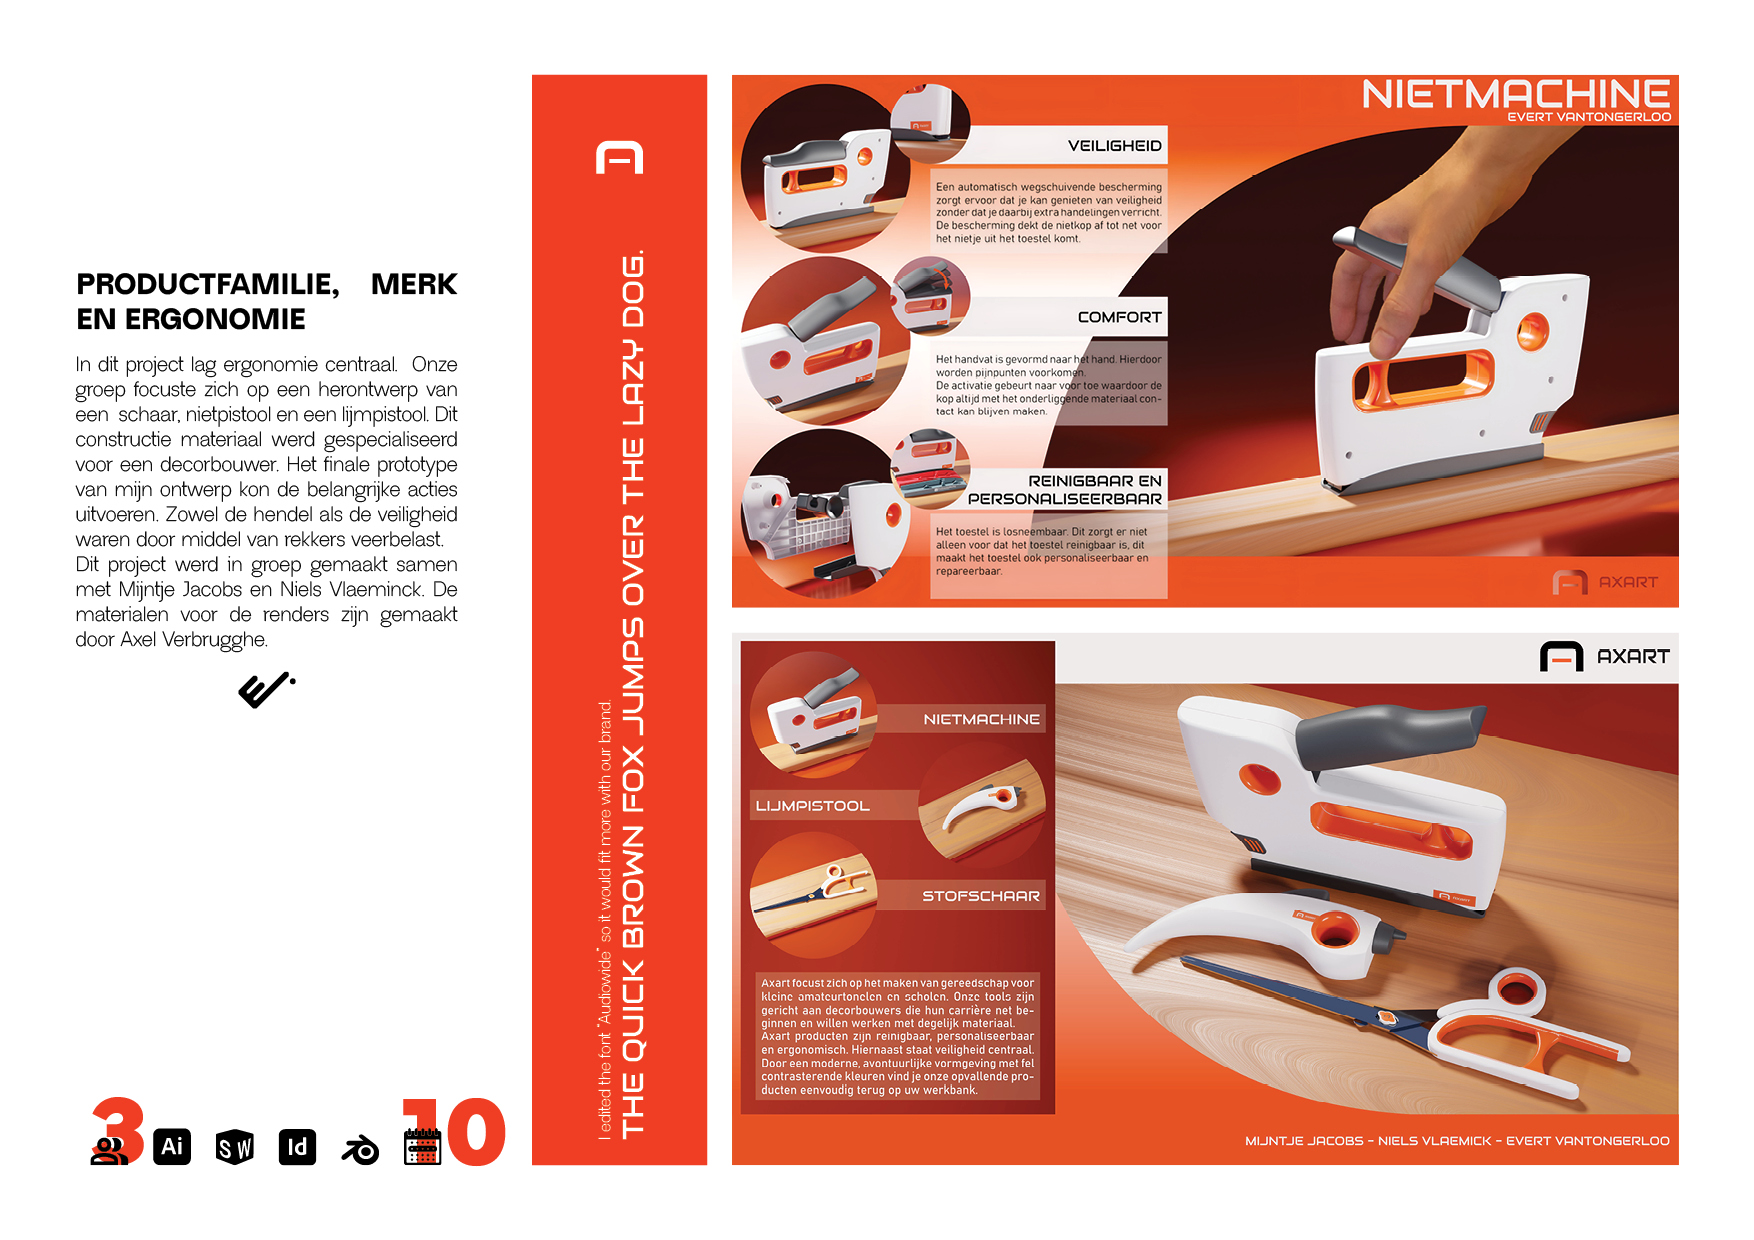 PRODUCTFAMILIE, MERK
EN ERGONOMIE
In dit project lag ergonomie centraal. Onze
groep focuste zich op een herontwerp van
een schaar, nietpistool en een lijmpistool. Dit
constructie materiaal werd gespecialiseerd
voor een decorbouwer. Het finale prototype
van mijn ontwerp kon de belangrijke acties
uitvoeren. Zowel de hendel als de veiligheid
waren door middel van rekkers veerbelast.
Dit project werd in groep gemaakt samen
met Mijntje Jacobs en Niels Vlaeminck. De
materialen voor de renders zijn gemaakt
door Axel Verbrugghe.
3
Ai
SW
Id
10
I edited the font "Audiowide" so it would fit more with our brand.
THE QUICK BROWN FOX JUMPS OVER THE LAZY DOG.
NIETMACHINE
EVERT VANTONGERLOO
VEILIGHEID
Een automatisch wegschuivende bescherming
zorgt ervoor dat je kan genieten van veiligheid
zonder dat je daarbij extra handelingen verricht.
De bescherming dekt de nietkop af tot net voor
het nietje uit het toestel komt.
COMFORT
Het handvat is gevormd naar het hand. Hierdoor
worden pijnpunten voorkomen.
De activatie gebeurt naar voor toe waardoor de
kop altijd met het onderliggende materiaal con-
tact kan blijven maken.
REINIGBAAR EN
PERSONALISEERBAAR
Het toestel is losneembaar. Dit zorgt er niet
alleen voor dat het toestel reinigbaar is, dit
maakt het toestel ook personaliseerbaar en
repareerbaar.
AXART
AXART
NIETMACHINE
LIJMPISTOOL
STOFSCHAAR
Axart focust zich op het maken van gereedschap voor
kleine amateurtonelen en scholen. Onze tools zijn
gericht aan decorbouwers die hun carrière net be-
ginnen en willen werken met degelijk materiaal.
Axart producten zijn reinigbaar, personaliseerbaar
en ergonomisch. Hiernaast staat veiligheid centraal.
Door een moderne, avontuurlijke vormgeving met fel
contrasterende kleuren vind je onze opvallende pro-
ducten eenvoudig terug op uw werkbank.
MIJNTJE JACOBS - NIELS VLAEMICK - EVERT VANTONGERLOO